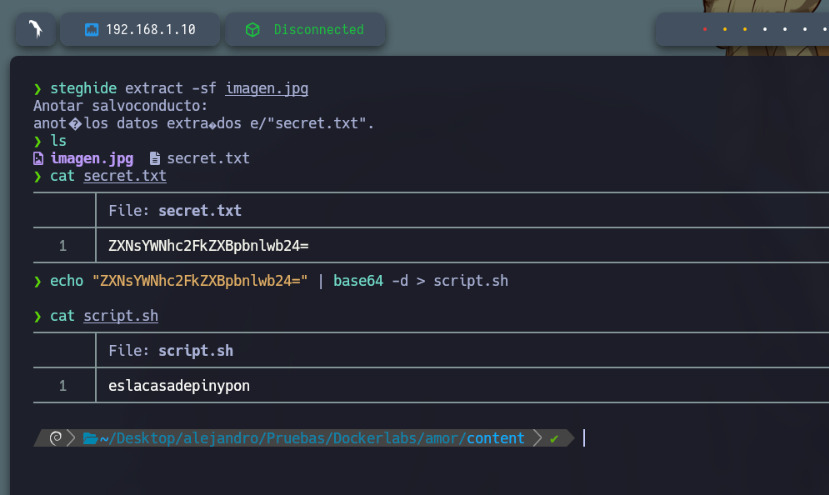 192.168.1.10 Disconnected
❯ steghide extract -sf imagen.jpg
Anotar salvoconducto:
anot�los datos extra�dos e/"secret.txt".
❯ ls
imagen.jpg secret.txt
❯ cat secret.txt
File: secret.txt
1 ZXNsYWNhc2FkZXBpbnlwb24=
❯ echo "ZXNsYWNhc2FkZXBpbnlwb24=" | base64 -d > script.sh
❯ cat script.sh
File: script.sh
1 eslacasadepinypon
~/Desktop/alejandro/Pruebas/Dockerlabs/amor/content ✔